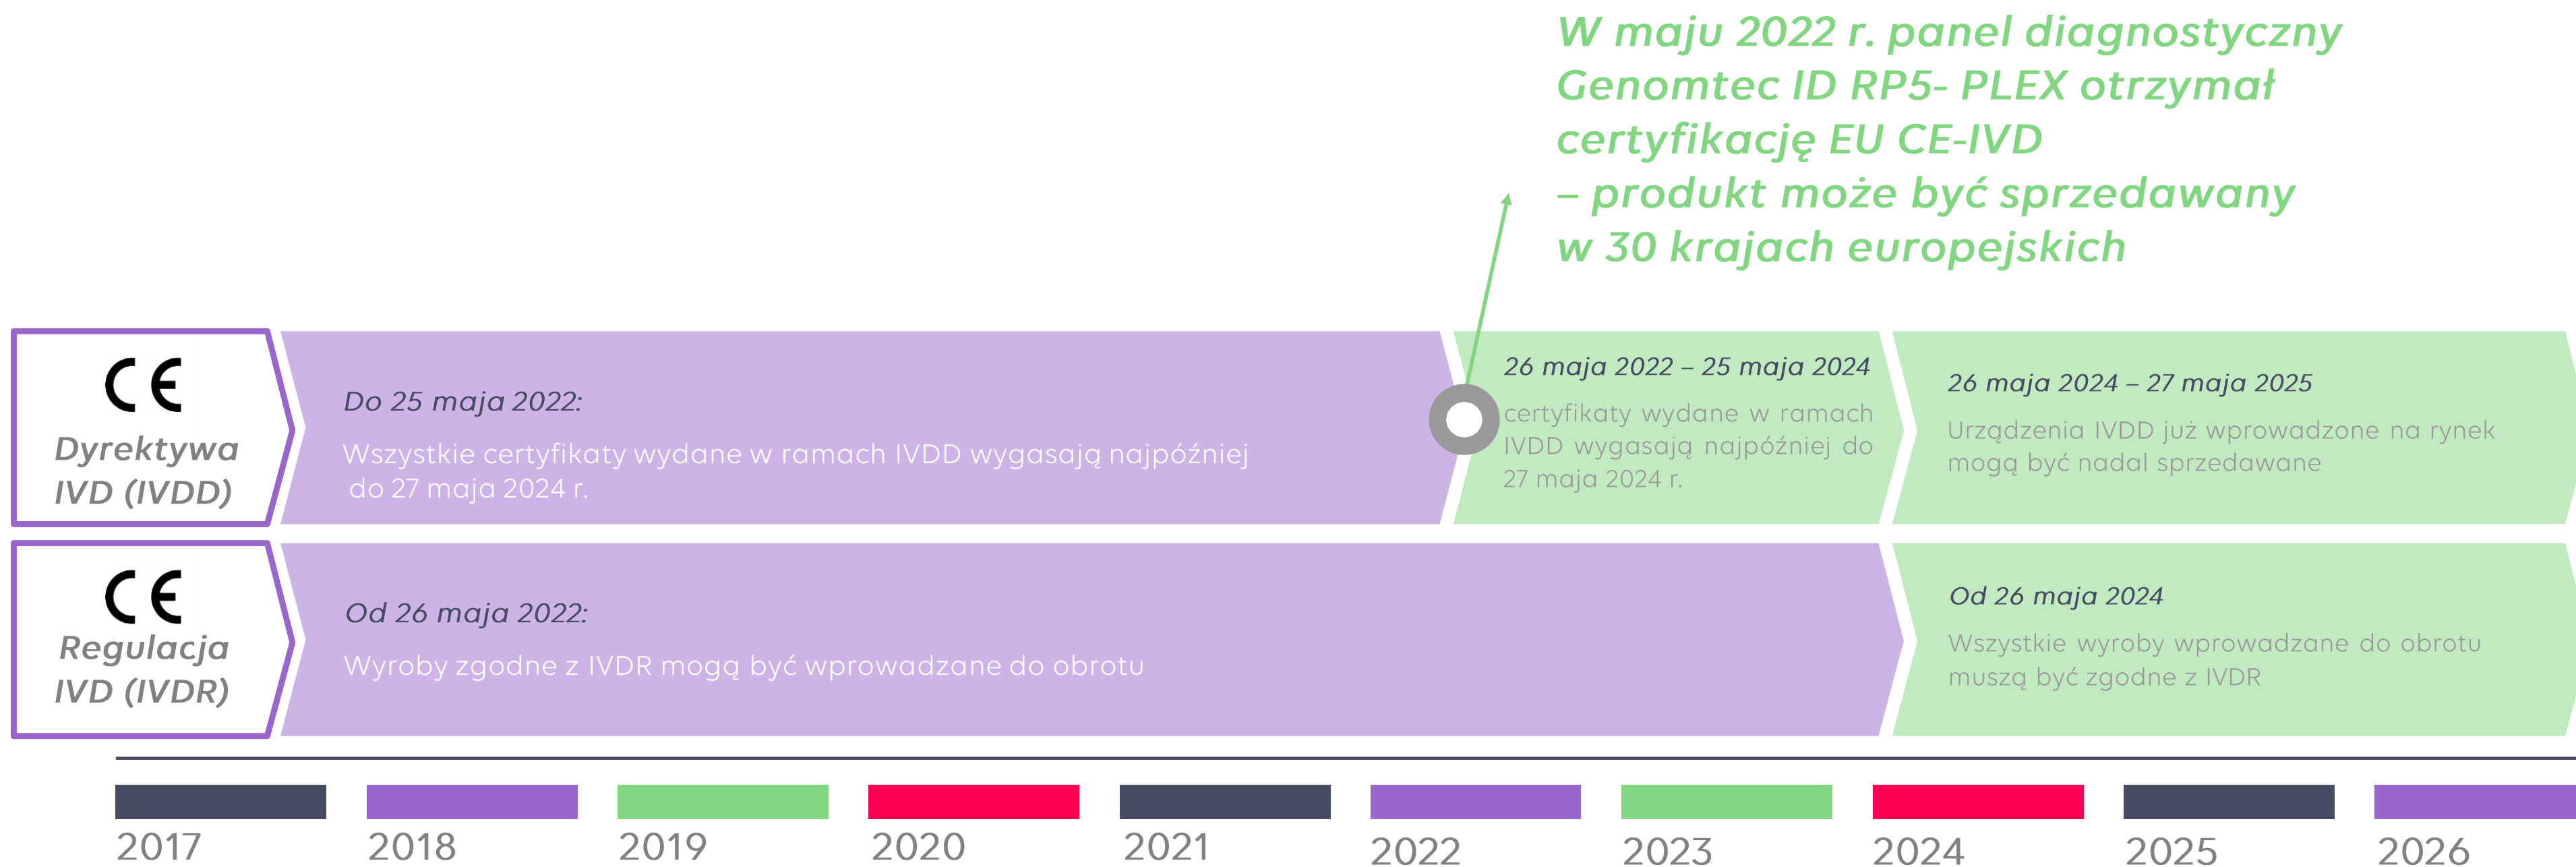 W maju 2022 r. panel diagnostyczny
Genomtec ID RP5- PLEX otrzymał
certyfikację EU CE-IVD
– produkt może być sprzedawany
w 30 krajach europejskich
CE
Dyrektywa
IVD (IVDD)
Do 25 maja 2022:
Wszystkie certyfikaty wydane w ramach IVDD wygasają najpóźniej
do 27 maja 2024 r.
26 maja 2022 – 25 maja 2024
certyfikaty wydane w ramach
IVDD wygasają najpóźniej do
27 maja 2024 r.
26 maja 2024 – 27 maja 2025
Urządzenia IVDD już wprowadzone na rynek
mogą być nadal sprzedawane
CE
Regulacja
IVD (IVDR)
Od 26 maja 2022:
Wyroby zgodne z IVDR mogą być wprowadzane do obrotu
Od 26 maja 2024
Wszystkie wyroby wprowadzane do obrotu
muszą być zgodne z IVDR
2017 2018 2019 2020 2021 2022 2023 2024 2025 2026